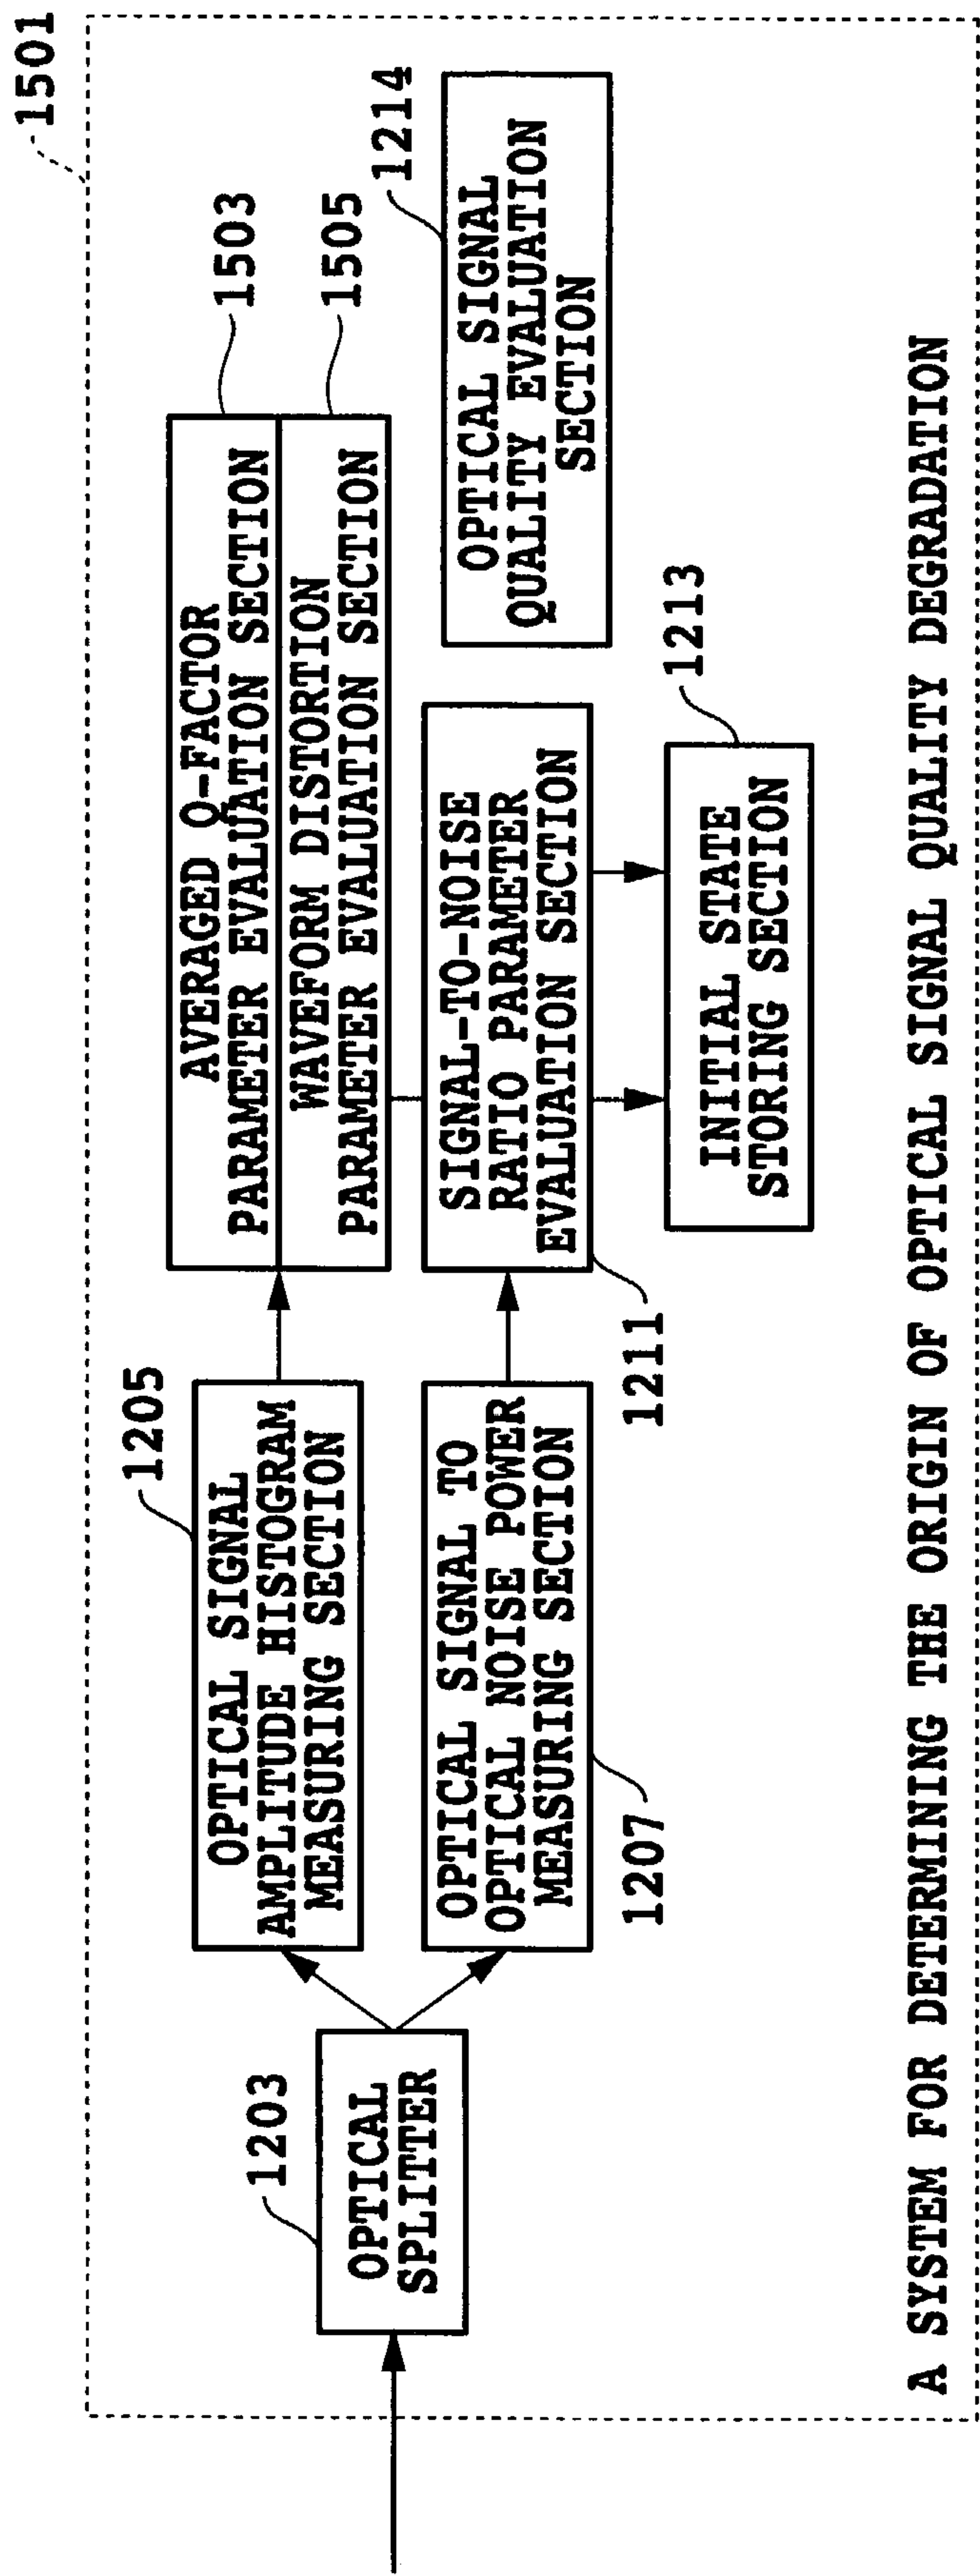 1501
1203
OPTICAL
SPLITTER
1205
OPTICAL SIGNAL
AMPLITUDE HISTOGRAM
MEASURING SECTION
OPTICAL SIGNAL TO
OPTICAL NOISE POWER
MEASURING SECTION
1207
1503
AVERAGED Q-FACTOR
PARAMETER EVALUATION SECTION
1505
WAVEFORM DISTORTION
PARAMETER EVALUATION SECTION
SIGNAL-TO-NOISE
RATIO PARAMETER
EVALUATION SECTION
1211
1214
OPTICAL SIGNAL
QUALITY EVALUATION
SECTION
1213
INITIAL STATE
STORING SECTION
A SYSTEM FOR DETERMINING THE ORIGIN OF OPTICAL SIGNAL QUALITY DEGRADATION